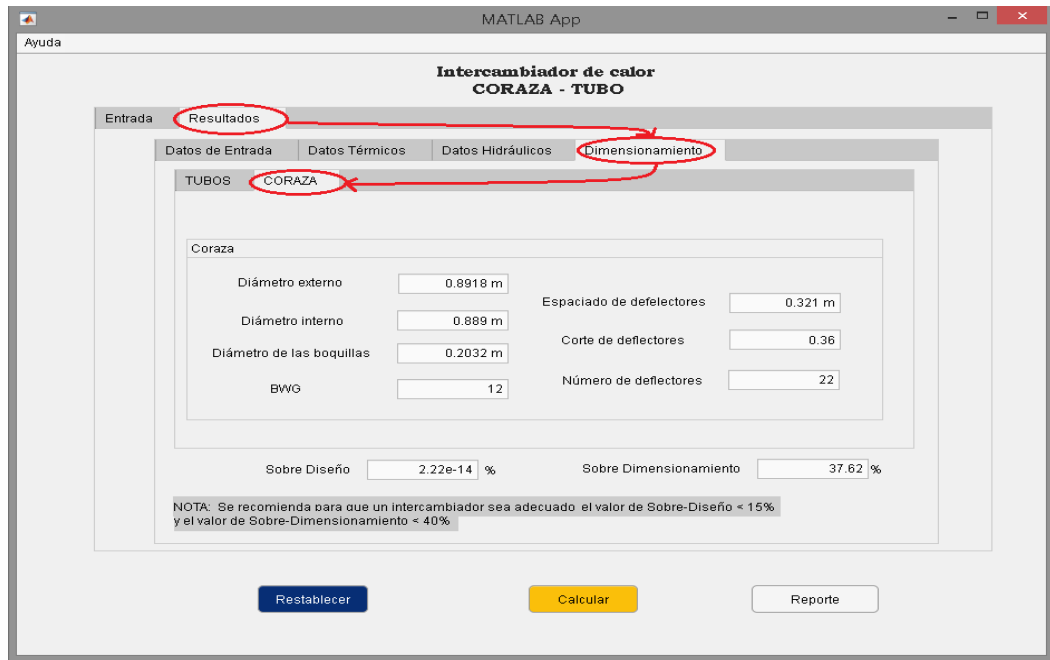 MATLAB App
Ayuda
Intercambiador de calor
CORAZA - TUBO
Entrada Resultados
Datos de Entrada Datos Térmicos Datos Hidráulicos Dimensionamiento
TUBOS CORAZA
Coraza
Diámetro externo 0.8918 m
Espaciado de defelectores 0.321 m
Diámetro interno 0.889 m
Corte de deflectores 0.36
Diámetro de las boquillas 0.2032 m
Número de deflectores 22
BWG 12
Sobre Diseño 2.22e-14 % Sobre Dimensionamiento 37.62 %
NOTA: Se recomienda para que un intercambiador sea adecuado el valor de Sobre-Diseño < 15%
y el valor de Sobre-Dimensionamiento < 40%
Restablecer Calcular Reporte